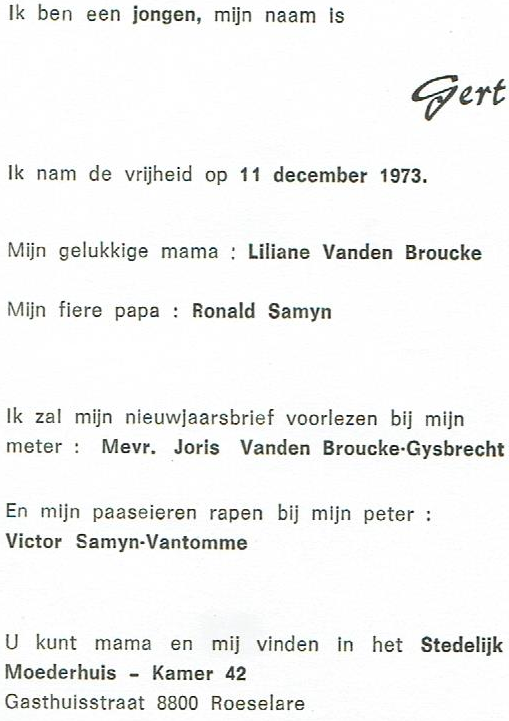 Ik ben een jongen, mijn naam is
Gert
Ik nam de vrijheid op 11 december 1973.
Mijn gelukkige mama : Liliane Vanden Broucke
Mijn fiere papa : Ronald Samyn
Ik zal mijn nieuwjaarsbrief voorlezen bij mijn
meter : Mevr. Joris Vanden Broucke-Gysbrecht
En mijn paaseieren rapen bij mijn peter :
Victor Samyn-Vantomme
U kunt mama en mij vinden in het Stedelijk
Moederhuis - Kamer 42
Gasthuisstraat 8800 Roeselare